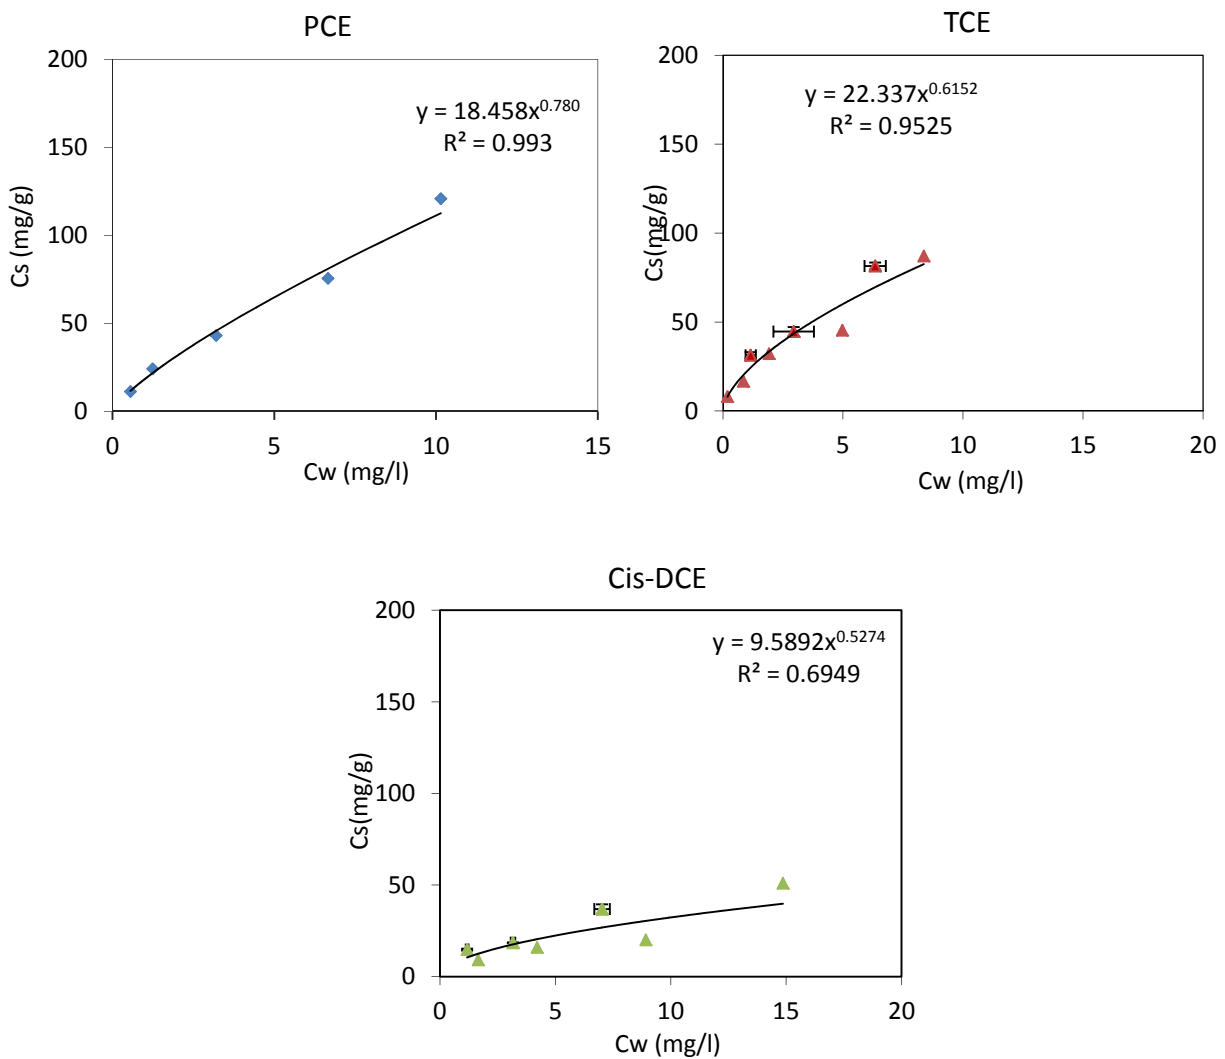 PCE
200
150
100
50
0
0 5 10 15
Cs (mg/g)
Cw (mg/l)
y = 18.458x^0.780
R² = 0.993
TCE
200
150
100
50
0
0 5 10 15 20
Cs(mg/g)
Cw (mg/l)
y = 22.337x^0.6152
R² = 0.9525
Cis-DCE
200
150
100
50
0
0 5 10 15 20
Cs(mg/g)
Cw (mg/l)
y = 9.5892x^0.5274
R² = 0.6949